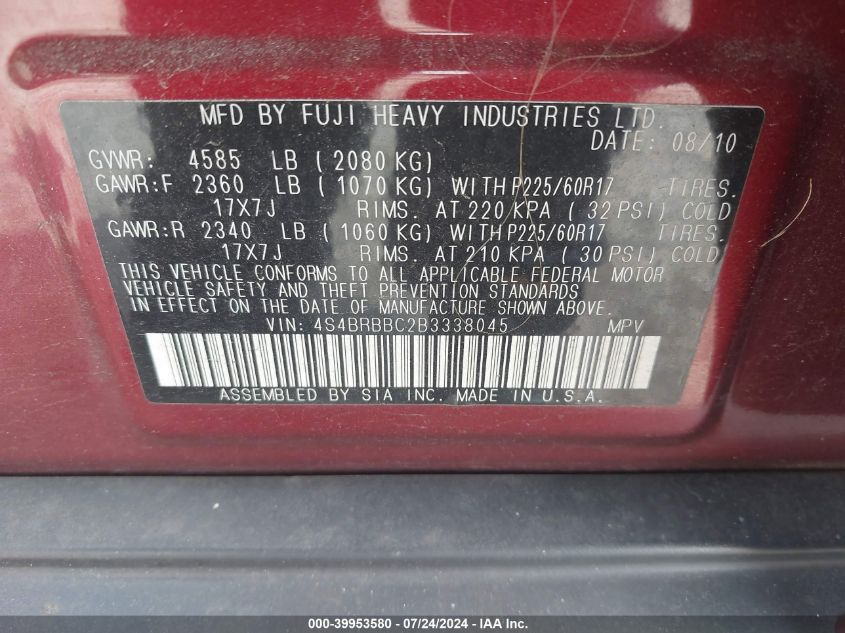 MFD BY FUJI HEAVY INDUSTRIES LTD.
DATE: 08/10
GVWR: 4585 LB ( 2080 KG)
GAWR:F 2360 LB ( 1070 KG) WITH P225/60R17 TIRES.
17X7J RIMS. AT 220 KPA ( 32 PSI) COLD
GAWR:R 2340 LB ( 1060 KG) WITH P225/60R17 TIRES.
17X7J RIMS. AT 210 KPA ( 30 PSI) COLD
THIS VEHICLE CONFORMS TO ALL APPLICABLE FEDERAL MOTOR
VEHICLE SAFETY AND THEFT PREVENTION STANDARDS
IN EFFECT ON THE DATE OF MANUFACTURE SHOWN ABOVE.
VIN: 4S4BRBBC2B3338045 MPV
ASSEMBLED BY SIA INC. MADE IN U.S.A.
000-39953580 - 07/24/2024 - IAA Inc.